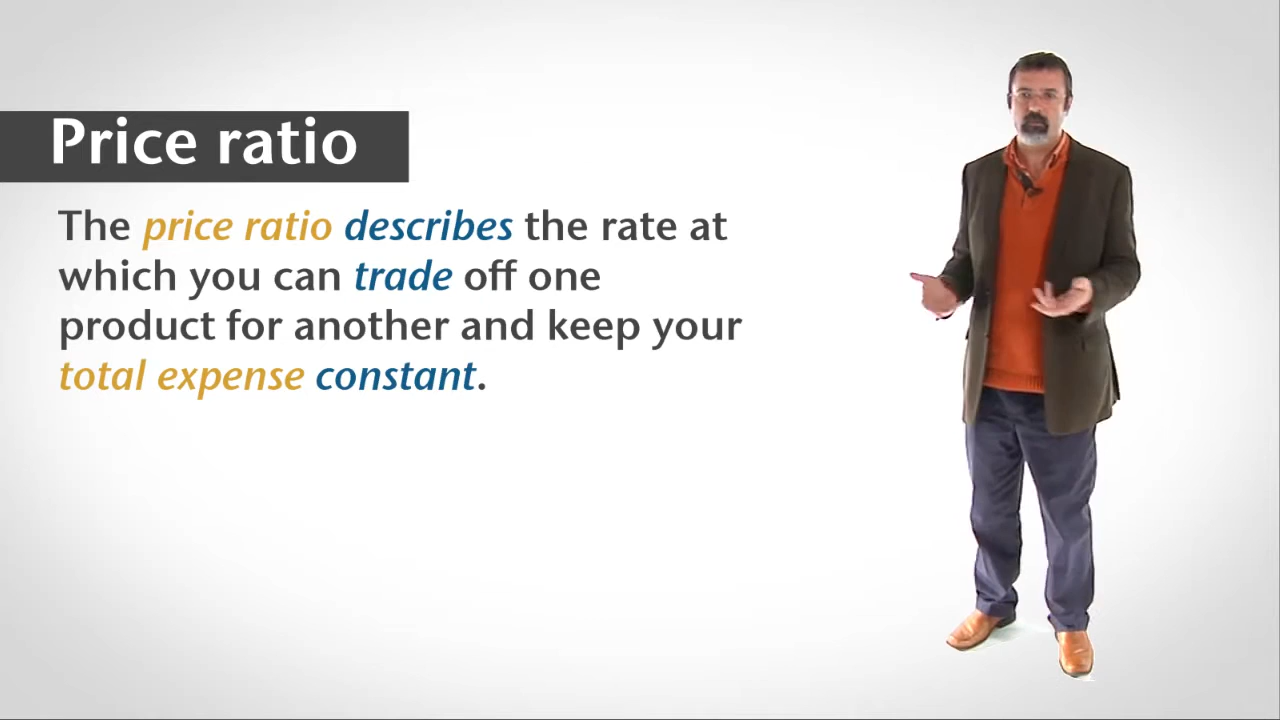 Price ratio
The price ratio describes the rate at
which you can trade off one
product for another and keep your
total expense constant.